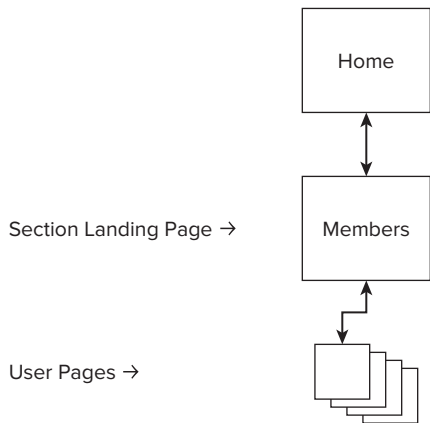 Home
Section Landing Page →
Members
User Pages →